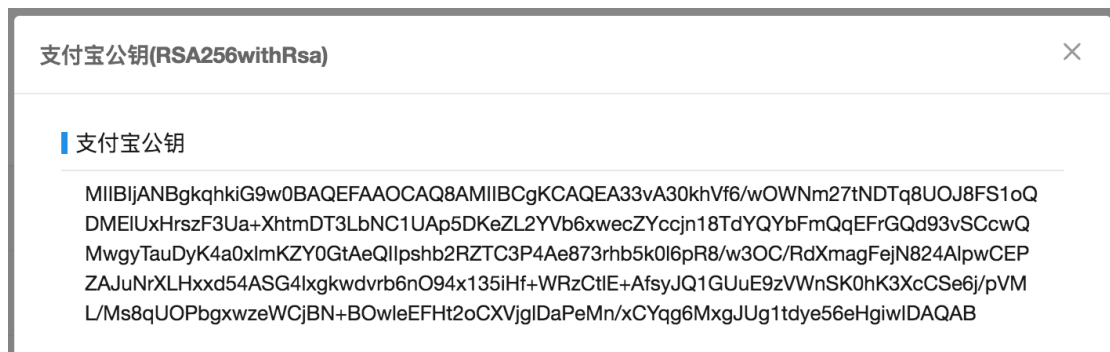 支付宝公钥(RSA256withRsa)
支付宝公钥
MIIBIjANBgkqhkiG9w0BAQEFAAOCAQ8AMIIBCgKCAQEA33vA30khVf6/wOWNm27tNDTq8UOJ8FS1oQ
DMElUxHrszF3Ua+XhtmDT3LbNC1UAp5DKeZL2YVb6xwecZYccjn18TdYQYbFmQqEFrGQd93vSCcwQ
MwgyTauDyK4a0xlmKZY0GtAeQIIpshb2RZTC3P4Ae873rhb5k0l6pR8/w3OC/RdXmagFejN824AlpwCEP
ZAJuNrXLHxxd54ASG4lxgkwdvrb6nO94x135iHf+WRzCtlE+AfsyJQ1GUuE9zVWnSK0hK3XcCSe6j/pVM
L/Ms8qUOPbgxwzeWCjBN+BOwleEFHt2oCXVjglDaPeMn/xCYqg6MxgJUg1tdye56eHgiwIDAQAB